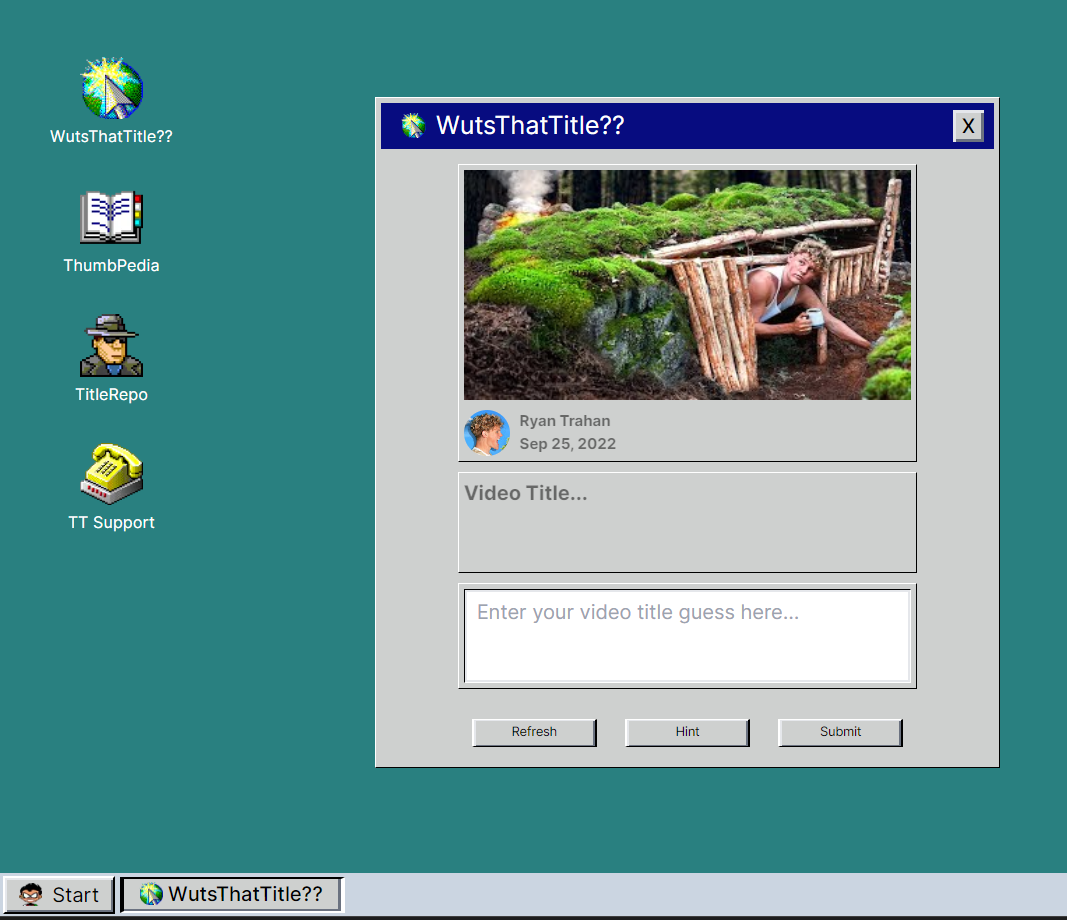 WutsThatTitle??
ThumbPedia
TitleRepo
TT Support
WutsThatTitle??
X
Ryan Trahan
Sep 25, 2022
Video Title...
Enter your video title guess here...
Refresh
Hint
Submit
Start
WutsThatTitle??